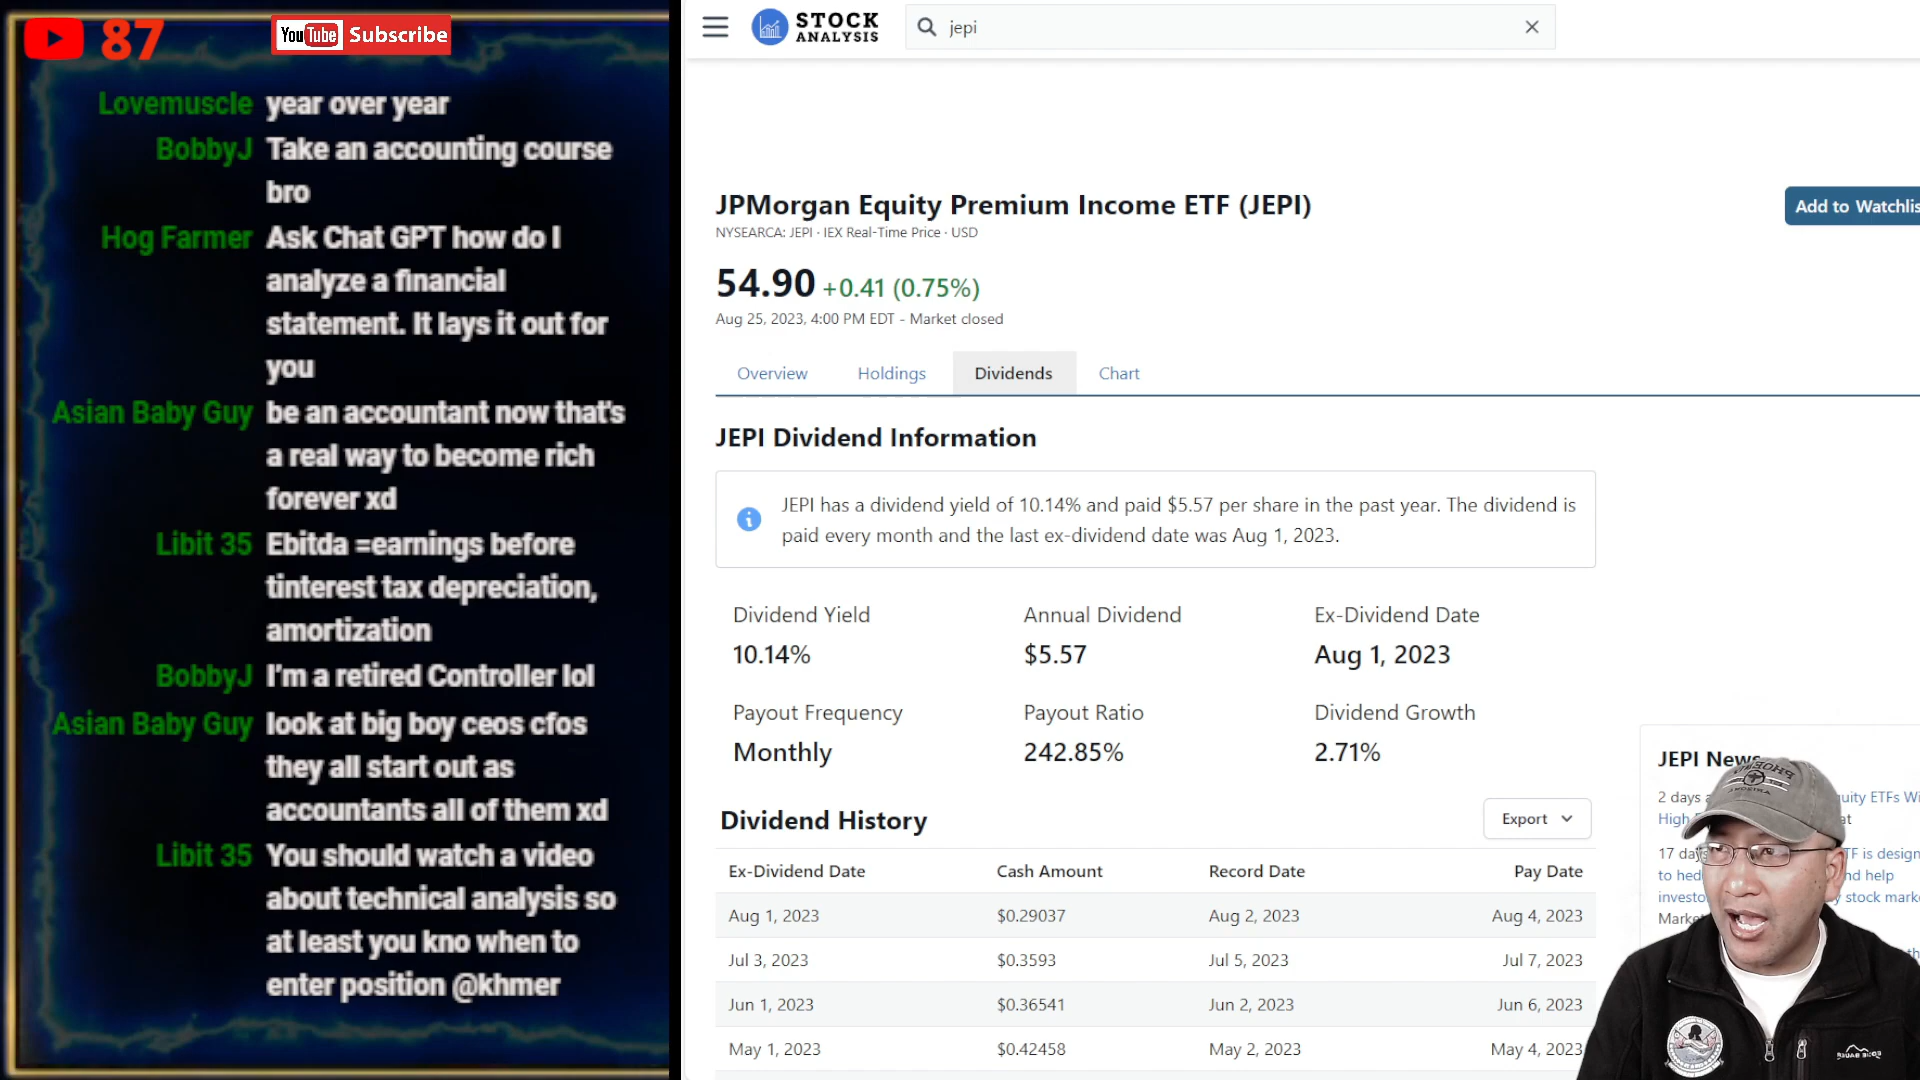 87
YouTube Subscribe
Lovemuscle year over year
BobbyJ Take an accounting course
bro
Hog Farmer Ask Chat GPT how do I
analyze a financial
statement. It lays it out for
you
Asian Baby Guy be an accountant now that's
a real way to become rich
forever xd
Libit 35 Ebitda =earnings before
tinterest tax depreciation,
amortization
BobbyJ I'm a retired Controller lol
Asian Baby Guy look at big boy ceos cfos
they all start out as
accountants all of them xd
Libit 35 You should watch a video
about technical analysis so
at least you kno when to
enter position @khmer
STOCK
ANALYSIS
jepi
JPMorgan Equity Premium Income ETF (JEPI)
Add to Watchlis
NYSEARCA: JEPI · IEX Real-Time Price · USD
54.90 +0.41 (0.75%)
Aug 25, 2023, 4:00 PM EDT - Market closed
Overview Holdings Dividends Chart
JEPI Dividend Information
JEPI has a dividend yield of 10.14% and paid $5.57 per share in the past year. The dividend is
paid every month and the last ex-dividend date was Aug 1, 2023.
Dividend Yield Annual Dividend Ex-Dividend Date
10.14% $5.57 Aug 1, 2023
Payout Frequency Payout Ratio Dividend Growth
Monthly 242.85% 2.71%
Dividend History
Export
Ex-Dividend Date Cash Amount Record Date Pay Date
Aug 1, 2023 $0.29037 Aug 2, 2023 Aug 4, 2023
Jul 3, 2023 $0.3593 Jul 5, 2023 Jul 7, 2023
Jun 1, 2023 $0.36541 Jun 2, 2023 Jun 6, 2023
May 1, 2023 $0.42458 May 2, 2023 May 4, 2023
JEPI News
2 days
uity ETFs Wi
High
at
17 days
TF is design
to hed
nd help
investo
y stock mark
Market